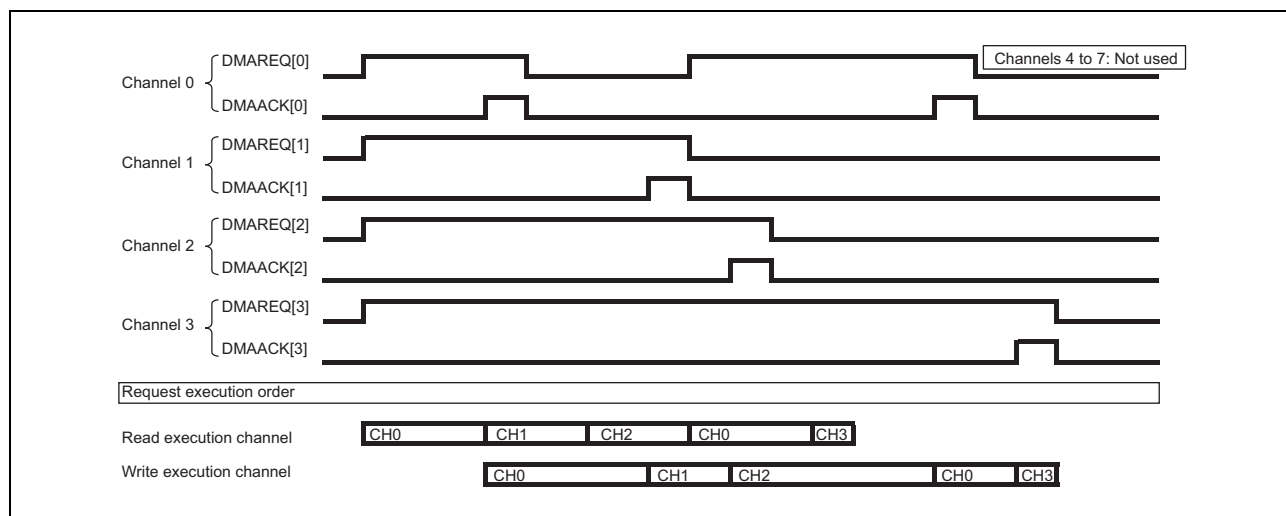 DMAREQ[0]
Channels 4 to 7: Not used
Channel 0
DMAACK[0]
DMAREQ[1]
Channel 1
DMAACK[1]
DMAREQ[2]
Channel 2
DMAACK[2]
DMAREQ[3]
Channel 3
DMAACK[3]
Request execution order
Read execution channel CH0 CH1 CH2 CH0 CH3
Write execution channel CH0 CH1 CH2 CH0 CH3